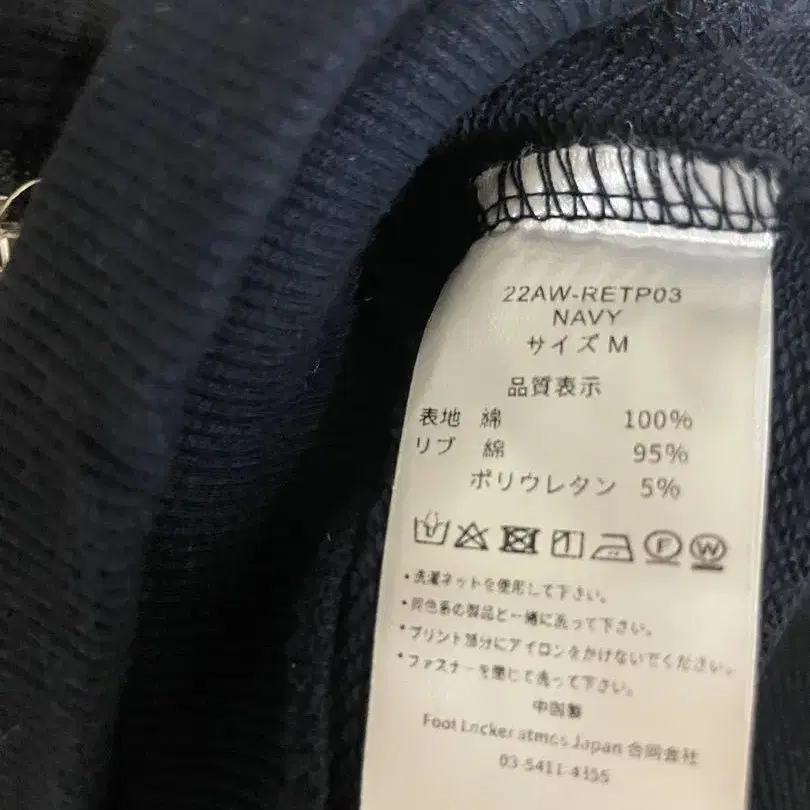 22AW-RETP03
NAVY
サイズ M
品質表示
表地 綿 100%
リブ 綿 95%
ポリウレタン 5%
F W
・洗濯ネットを使用して下さい。
・同色系の製品と一緒に洗って下さい。
・プリント部分にアイロンをかけないでください。
・ファスナーを閉じて洗って下さい。
中国製
Foot Locker atmos Japan 合同会社
03-5411-4355